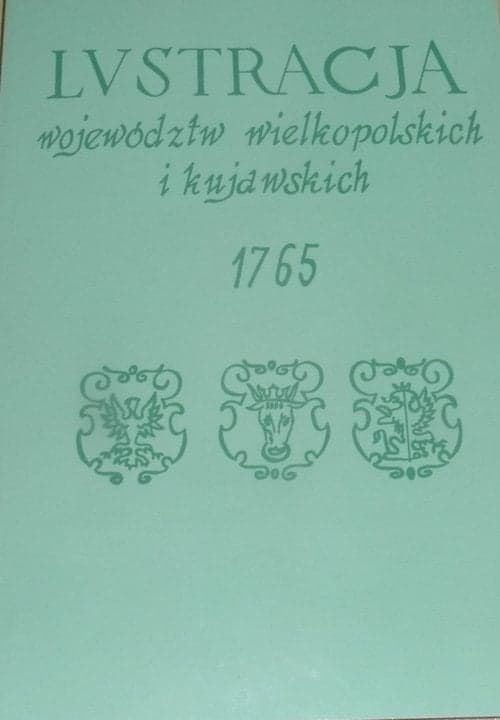 LVSTRACJA
województw wielkopolskich
i kujawskich
1765